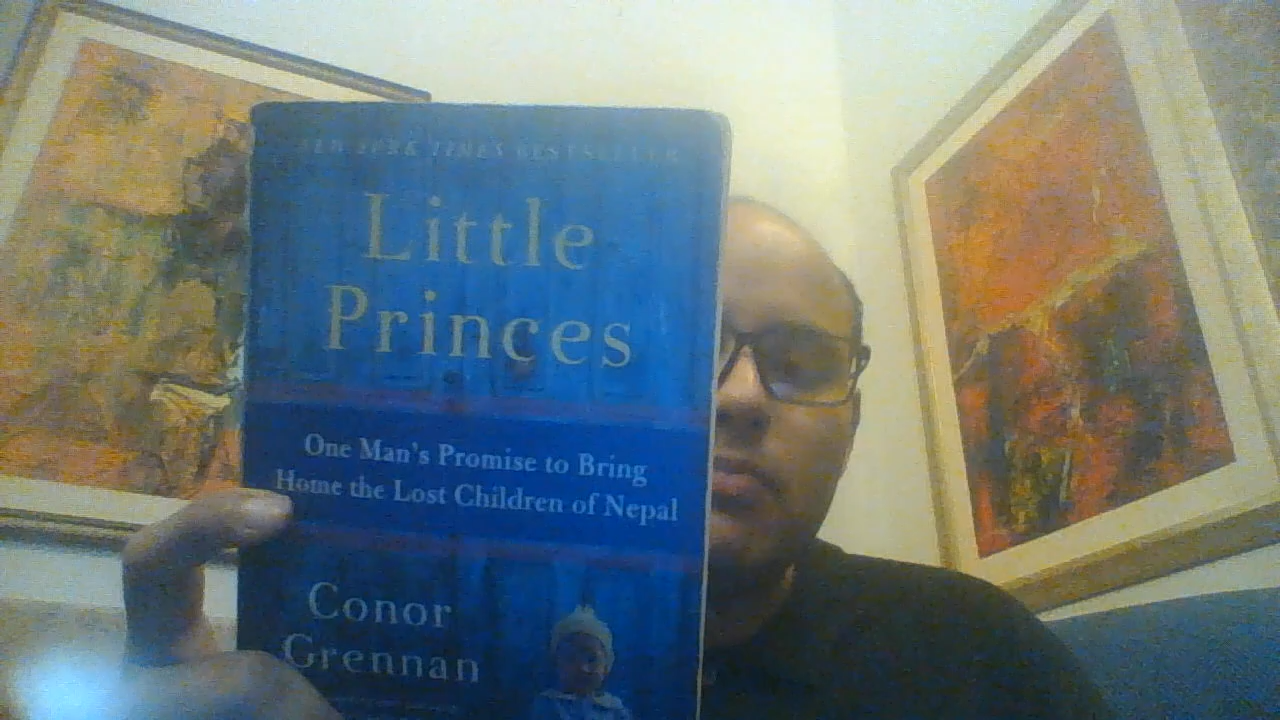 NEW YORK TIMES BESTSELLER
Little
Princes
One Man's Promise to Bring
Home the Lost Children of Nepal
Conor
Grennan